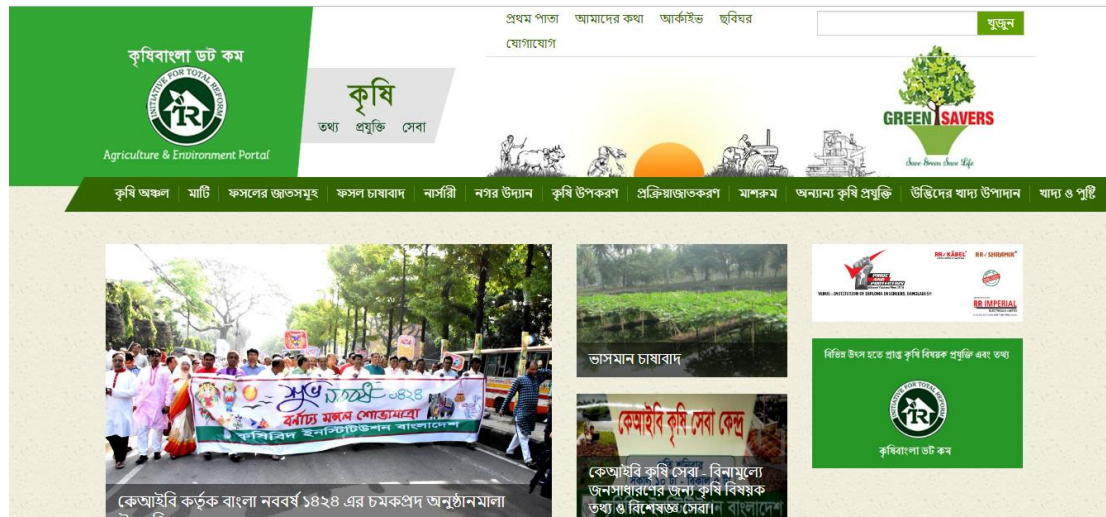 প্রথম পাতা আমাদের কথা আর্কাইভ ছবিঘর
যোগাযোগ
খুজুন
কৃষিবাংলা ডট কম
INITIATIVE FOR TOTAL REFORM
iTR
Agriculture & Environment Portal
কৃষি
তথ্য প্রযুক্তি সেবা
GREEN SAVERS
Save Green Save Life
কৃষি অঞ্চল মাটি ফসলের জাতসমূহ ফসল চাষাবাদ নার্সারী নগর উদ্যান কৃষি উপকরণ প্রক্রিয়াজাতকরণ মাশরুম অন্যান্য কৃষি প্রযুক্তি উদ্ভিদের খাদ্য উপাদান খাদ্য ও পুষ্টি
শুভ নববর্ষ ১৪২৪
বর্ণাঢ্য মঙ্গল শোভাযাত্রা
কৃষিবিদ ইনস্টিটিউশন বাংলাদেশ
কেআইবি কর্তৃক বাংলা নববর্ষ ১৪২৪ এর চমকপ্রদ অনুষ্ঠানমালা
ভাসমান চাষাবাদ
কেআইবি কৃষি সেবা কেন্দ্র
কেআইবি কৃষি সেবা - বিনামুল্যে
জনসাধারণের জন্য কৃষি বিষয়ক
তথ্য ও বিশেষজ্ঞ সেবা।
RR KÄBEL RR SHRAMIK
RR IMPERIAL
বিভিন্ন উৎস হতে প্রাপ্ত কৃষি বিষয়ক প্রযুক্তি এবং তথ্য
iTR
কৃষিবাংলা ডট কম